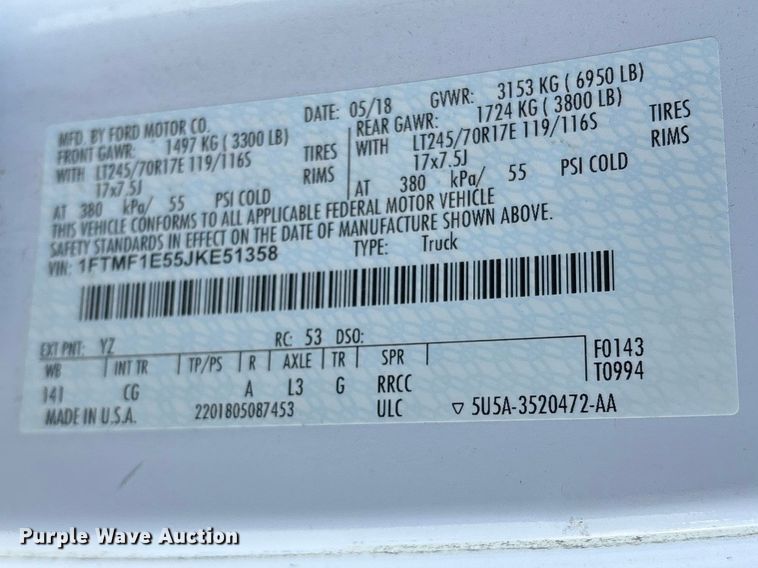 MFD. BY FORD MOTOR CO.
DATE: 05/18 GVWR: 3153 KG ( 6950 LB)
FRONT GAWR: 1497 KG ( 3300 LB) REAR GAWR: 1724 KG ( 3800 LB)
WITH LT245/70R17E 119/116S TIRES WITH LT245/70R17E 119/116S TIRES
17x7.5J RIMS 17x7.5J RIMS
AT 380 kPa/ 55 PSI COLD AT 380 kPa/ 55 PSI COLD
THIS VEHICLE CONFORMS TO ALL APPLICABLE FEDERAL MOTOR VEHICLE
SAFETY STANDARDS IN EFFECT ON THE DATE OF MANUFACTURE SHOWN ABOVE.
VIN: 1FTMF1E55JKE51358 TYPE: Truck
EXT PNT: YZ RC: 53 DSO:
WB INT TR TP/PS R AXLE TR SPR F0143
141 CG A L3 G RRCC T0994
MADE IN U.S.A. 2201805087453 ULC ▽ 5U5A-3520472-AA
Purple Wave Auction